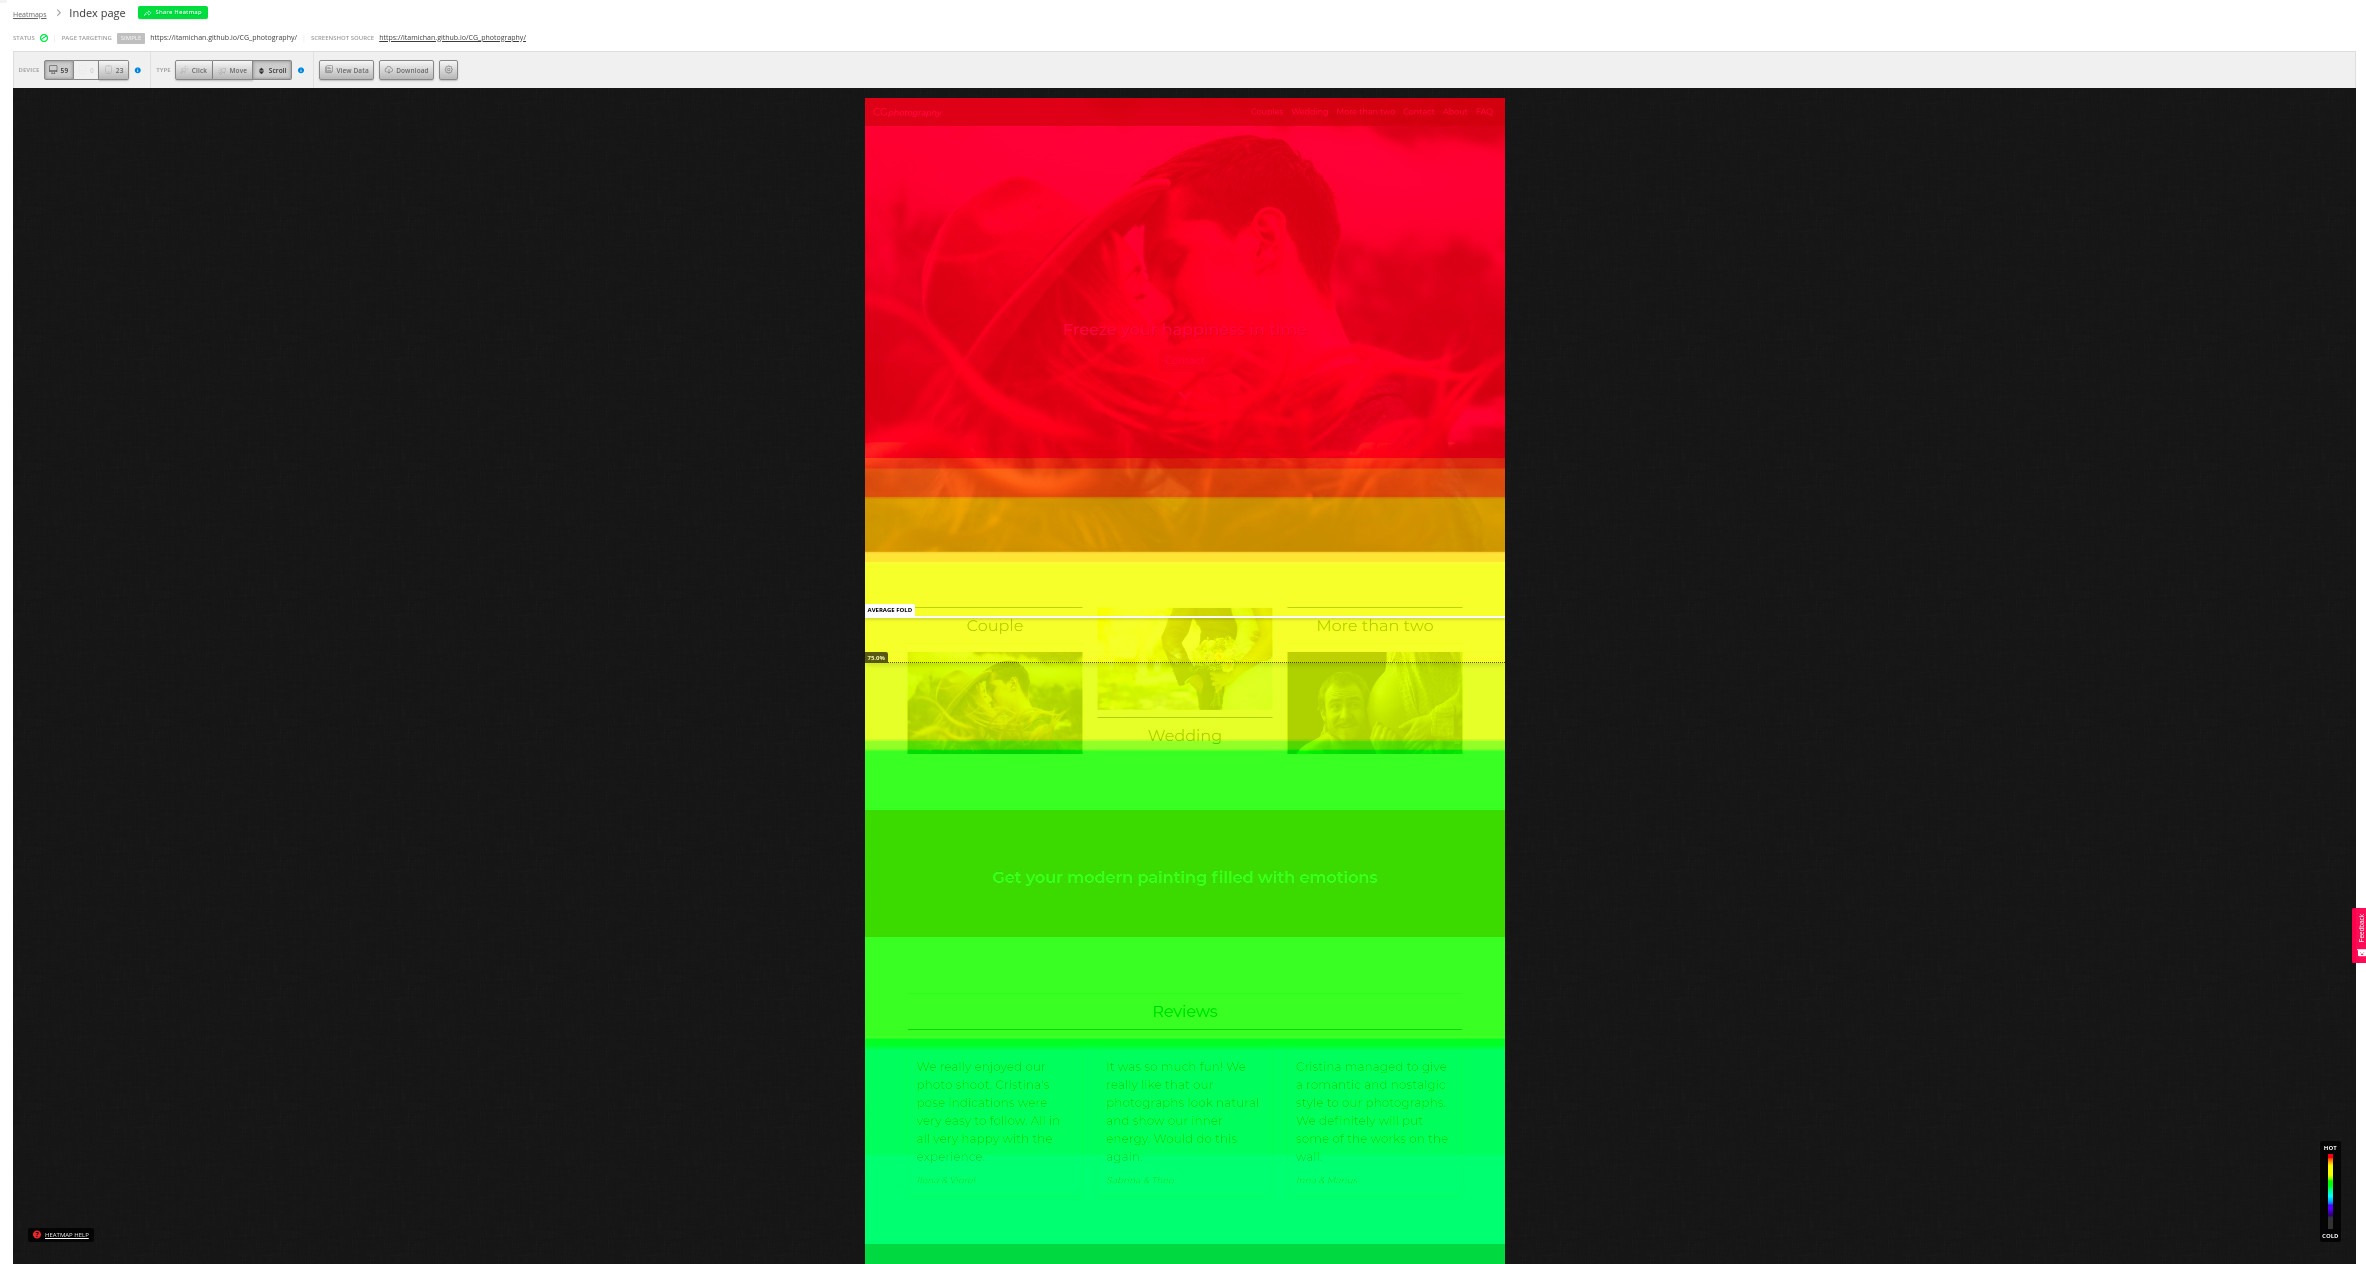 Heatmaps > Index page Share Heatmap
STATUS PAGE TARGETING SIMPLE https://itamichan.github.io/CG_photography/ SCREENSHOT SOURCE https://itamichan.github.io/CG_photography/
DEVICE 59 0 23 TYPE Click Move Scroll View Data Download
CGphotography Couples Wedding More than two Contact About FAQ
Freeze your happiness in time
AVERAGE FOLD
Couple More than two
75.0%
Wedding
Get your modern painting filled with emotions
Feedback
Reviews
We really enjoyed our
photo shoot. Cristina's
pose indications were
very easy to follow. All in
all very happy with the
experience.
It was so much fun! We
really like that our
photographs look natural
and show our inner
energy. Would do this
again.
Sabrina &
Cristina managed to give
a romantic and nostalgic
style to our photographs.
We definitely will put
some of the works on the
wall.
& Marius
HOT
COLD
HEATMAP HELP